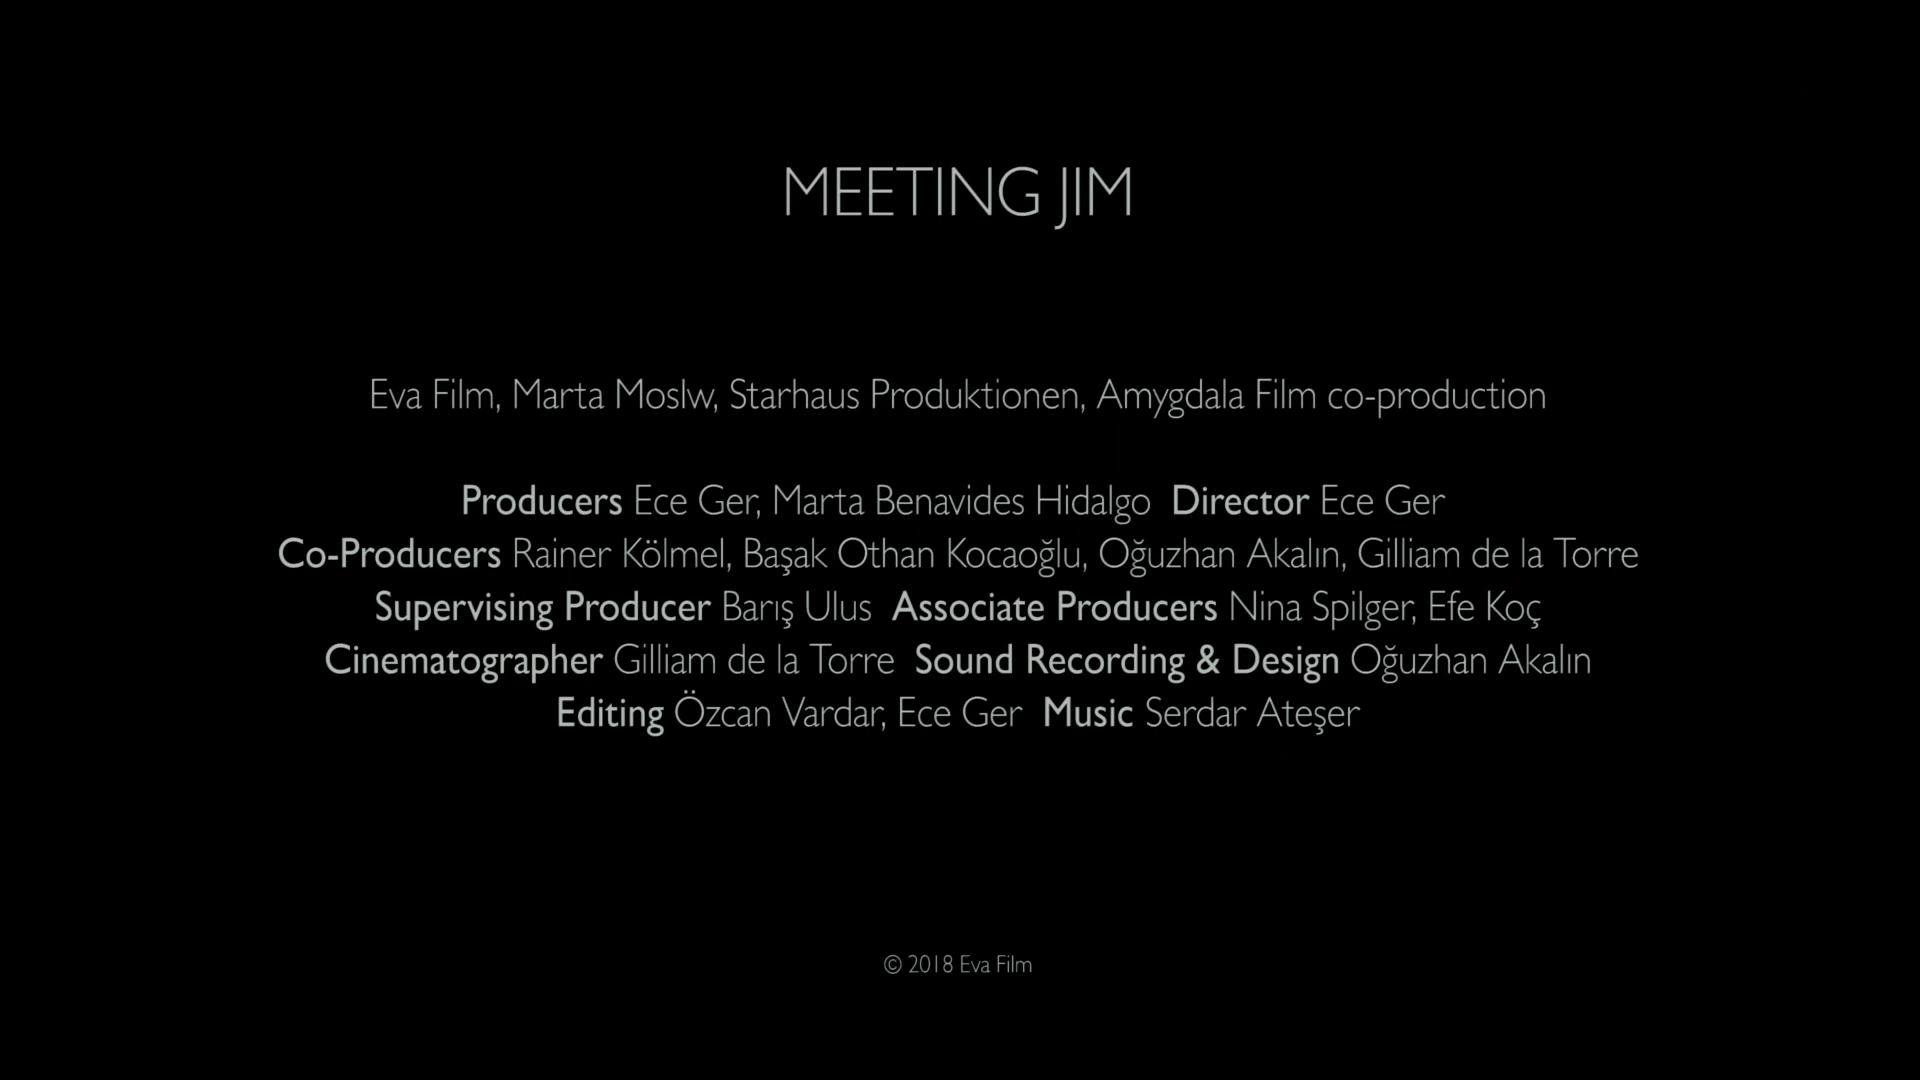 MEETING JIM
Eva Film, Marta Moslw, Starhaus Produktionen, Amygdala Film co-production
Producers Ece Ger, Marta Benavides Hidalgo Director Ece Ger
Co-Producers Rainer Kölmel, Başak Othan Kocaoğlu, Oğuzhan Akalın, Gilliam de la Torre
Supervising Producer Barış Ulus Associate Producers Nina Spilger, Efe Koç
Cinematographer Gilliam de la Torre Sound Recording & Design Oğuzhan Akalın
Editing Özcan Vardar, Ece Ger Music Serdar Ateşer
© 2018 Eva Film